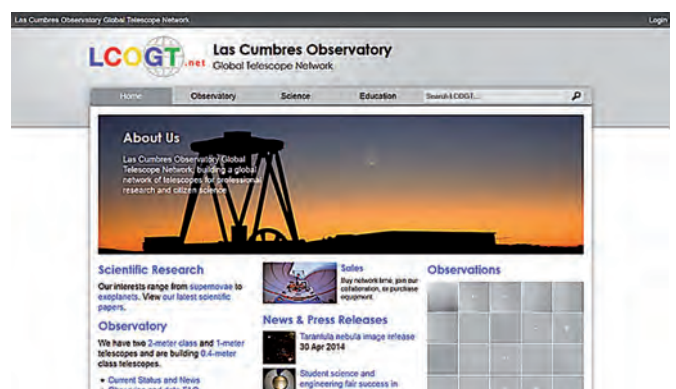 Las Cumbres Observatory Global Telescope Network
Login
LCOGT.net
Las Cumbres Observatory
Global Telescope Network
Home
Observatory
Science
Education
Search LCOGT...
About Us
Las Cumbres Observatory Global
Telescope Network, building a global
network of telescopes for professional
research and citizen science
Scientific Research
Our interests range from supernovae to
exoplanets. View our latest scientific
papers.
Observatory
We have two 2-meter class and 1-meter
telescopes and are building 0.4-meter
class telescopes.
• Current Status and News
Sales
Buy network time, join our
collaboration, or purchase
equipment.
News & Press Releases
Tarantula nebula image release
30 Apr 2014
Student science and
engineering fair success in
Observations